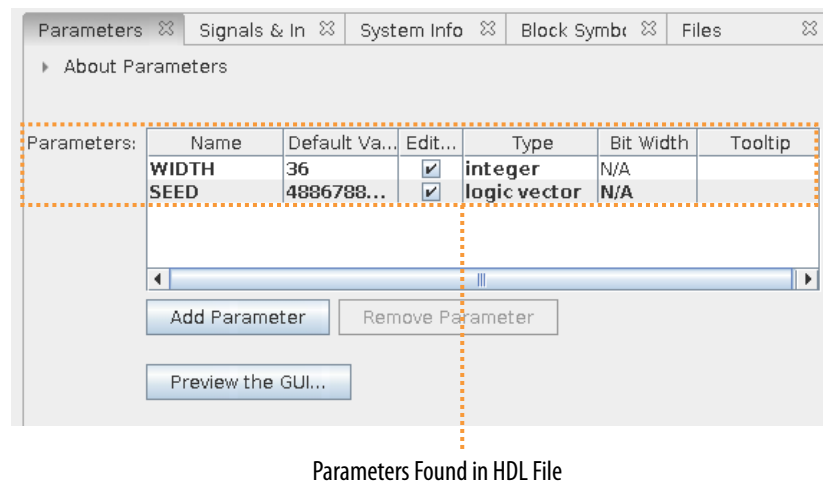 Parameters Signals & In System Info Block Symbo Files
About Parameters
Parameters: Name Default Va... Edit... Type Bit Width Tooltip
WIDTH 36 integer N/A
SEED 4886788... logic vector N/A
Add Parameter Remove Parameter
Preview the GUI...
Parameters Found in HDL File